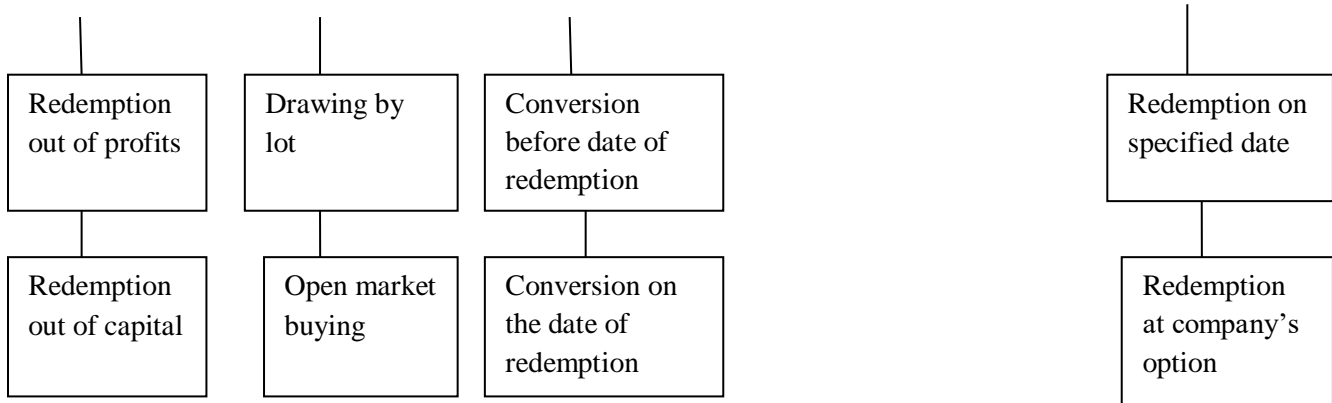 Redemption
out of profits
Drawing by
lot
Conversion
before date of
redemption
Redemption on
specified date
Redemption
out of capital
Open market
buying
Conversion on
the date of
redemption
Redemption
at company’s
option